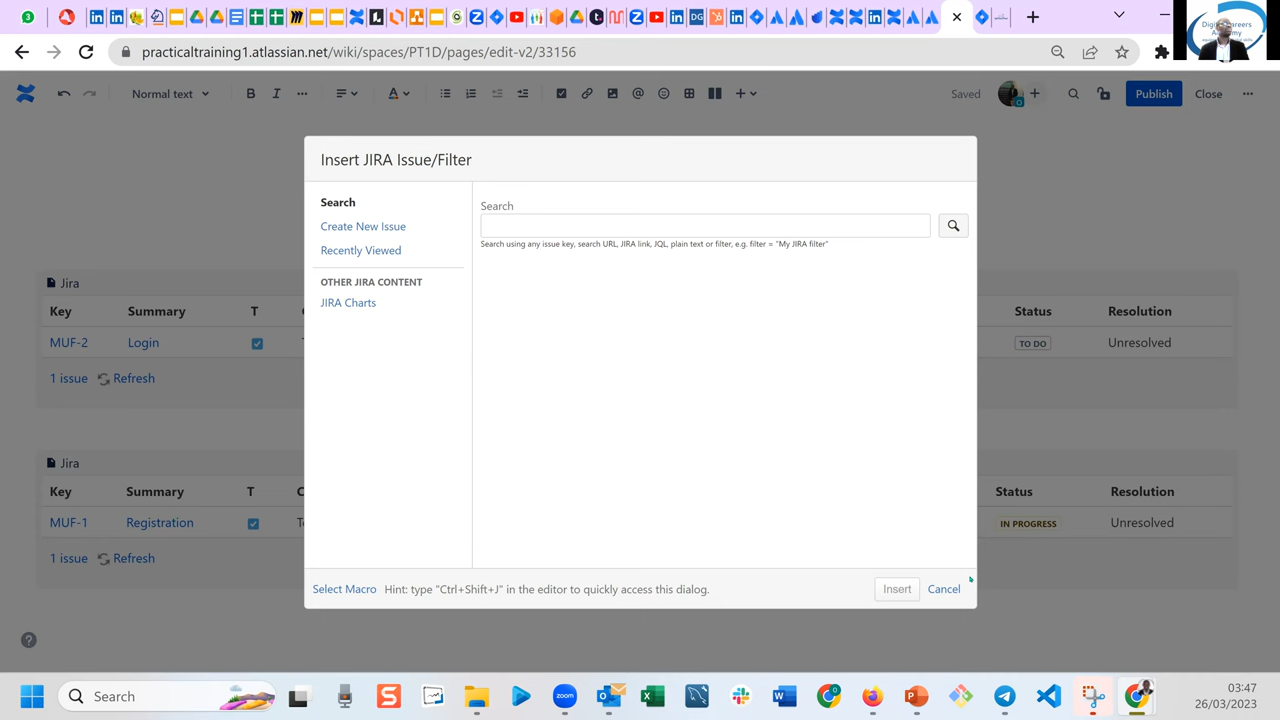 practicaltraining1.atlassian.net/wiki/spaces/PT1D/pages/edit-v2/33156
Normal text
Saved
Publish
Close
Insert JIRA Issue/Filter
Search
Create New Issue
Recently Viewed
OTHER JIRA CONTENT
JIRA Charts
Search
Search using any issue key, search URL, JIRA link, JQL, plain text or filter, e.g. filter = "My JIRA filter"
Jira
Key Summary T Status Resolution
MUF-2 Login TO DO Unresolved
1 issue Refresh
Jira
Key Summary T Status Resolution
MUF-1 Registration IN PROGRESS Unresolved
1 issue Refresh
Select Macro Hint: type "Ctrl+Shift+J" in the editor to quickly access this dialog. Insert Cancel
Search
zoom
03:47
26/03/2023